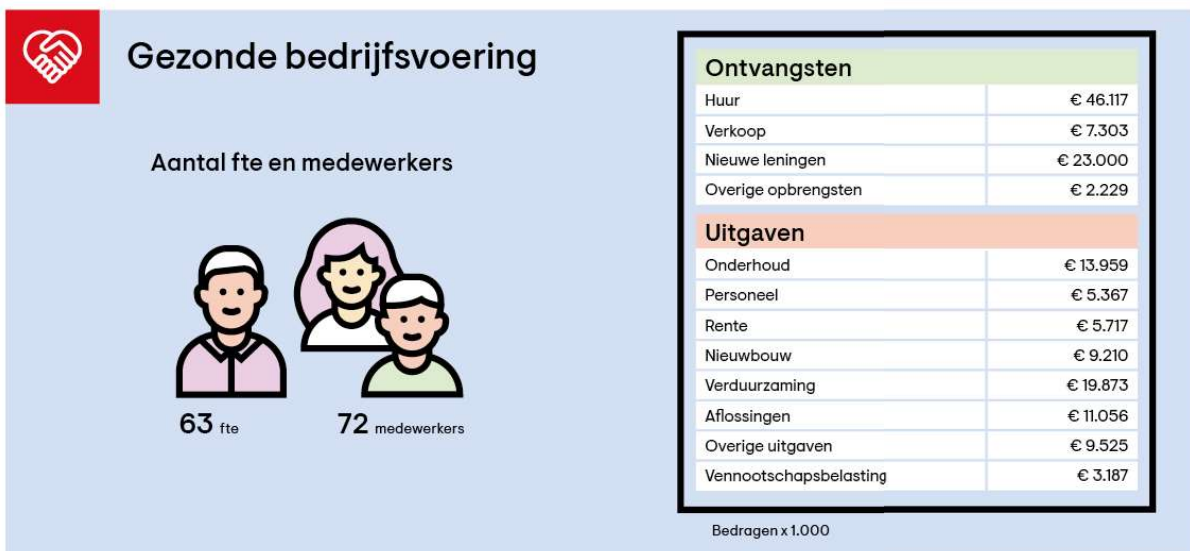 Gezonde bedrijfsvoering
Aantal fte en medewerkers
63 fte
72 medewerkers
Ontvangsten
Huur € 46.117
Verkoop € 7.303
Nieuwe leningen € 23.000
Overige opbrengsten € 2.229
Uitgaven
Onderhoud € 13.959
Personeel € 5.367
Rente € 5.717
Nieuwbouw € 9.210
Verduurzaming € 19.873
Aflossingen € 11.056
Overige uitgaven € 9.525
Vennootschapsbelasting € 3.187
Bedragen x 1.000